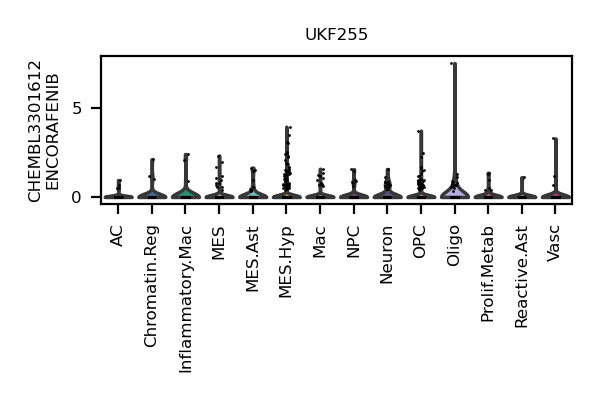 UKF255
CHEMBL3301612
ENCORAFENIB
5
0
AC
Chromatin.Reg
Inflammatory.Mac
MES
MES.Ast
MES.Hyp
Mac
NPC
Neuron
OPC
Oligo
Prolif.Metab
Reactive.Ast
Vasc